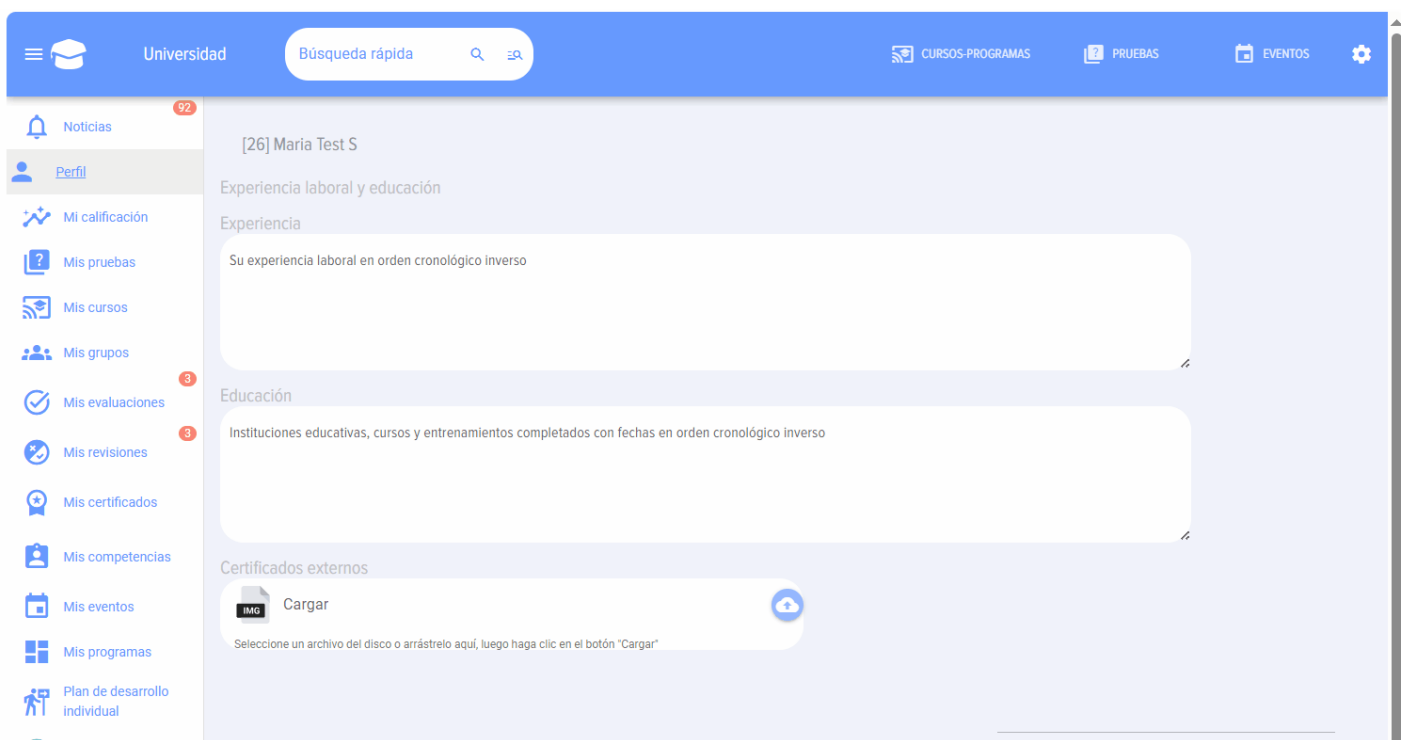 Universidad
Búsqueda rápida
CURSOS-PROGRAMAS
? PRUEBAS
EVENTOS
92
Noticias
Perfil
Mi calificación
? Mis pruebas
Mis cursos
Mis grupos
3
Mis evaluaciones
3
Mis revisiones
Mis certificados
Mis competencias
Mis eventos
Mis programas
Plan de desarrollo
individual
[26] Maria Test S
Experiencia laboral y educación
Experiencia
Su experiencia laboral en orden cronológico inverso
Educación
Instituciones educativas, cursos y entrenamientos completados con fechas en orden cronológico inverso
Certificados externos
IMG Cargar
Seleccione un archivo del disco o arrástrelo aquí, luego haga clic en el botón "Cargar"